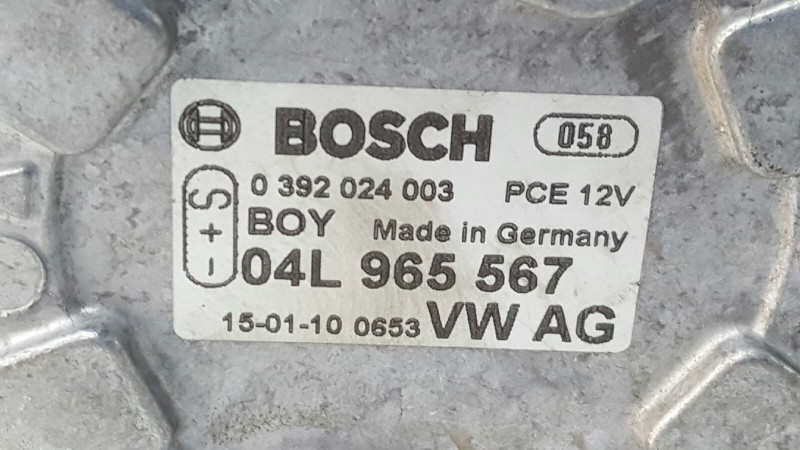 BOSCH 058
0 392 024 003 PCE 12V
BOY Made in Germany
04L 965 567
15-01-10 0653 VW AG
S + -